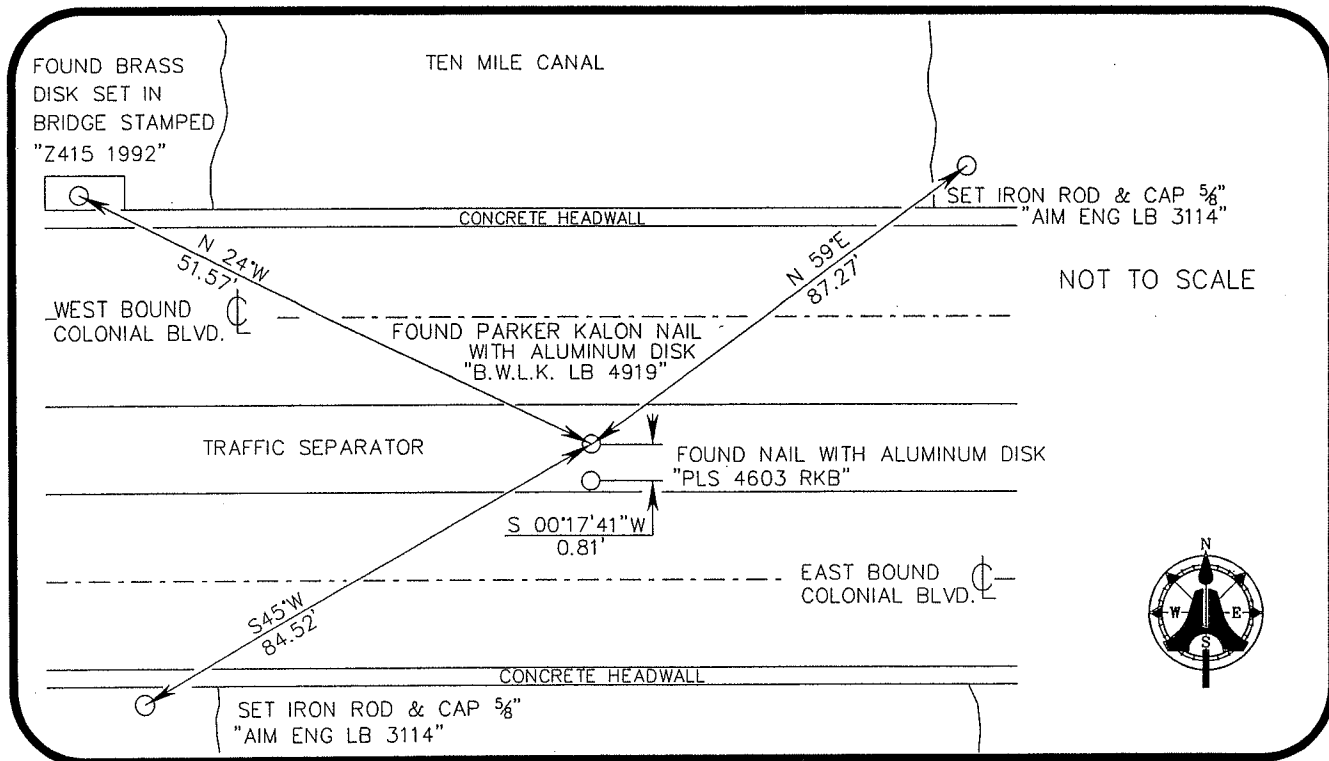 FOUND BRASS
DISK SET IN
BRIDGE STAMPED
"Z415 1992"
TEN MILE CANAL
SET IRON ROD & CAP 5/8"
"AIM ENG LB 3114"
CONCRETE HEADWALL
N 24°W
51.57'
N 59°E
87.27'
NOT TO SCALE
WEST BOUND
COLONIAL BLVD.
℄
FOUND PARKER KALON NAIL
WITH ALUMINUM DISK
"B.W.L.K. LB 4919"
TRAFFIC SEPARATOR
FOUND NAIL WITH ALUMINUM DISK
"PLS 4603 RKB"
S 00°17'41"W
0.81'
EAST BOUND
COLONIAL BLVD.
℄
S45°W
84.52'
CONCRETE HEADWALL
SET IRON ROD & CAP 5/8"
"AIM ENG LB 3114"
N
W
E
S